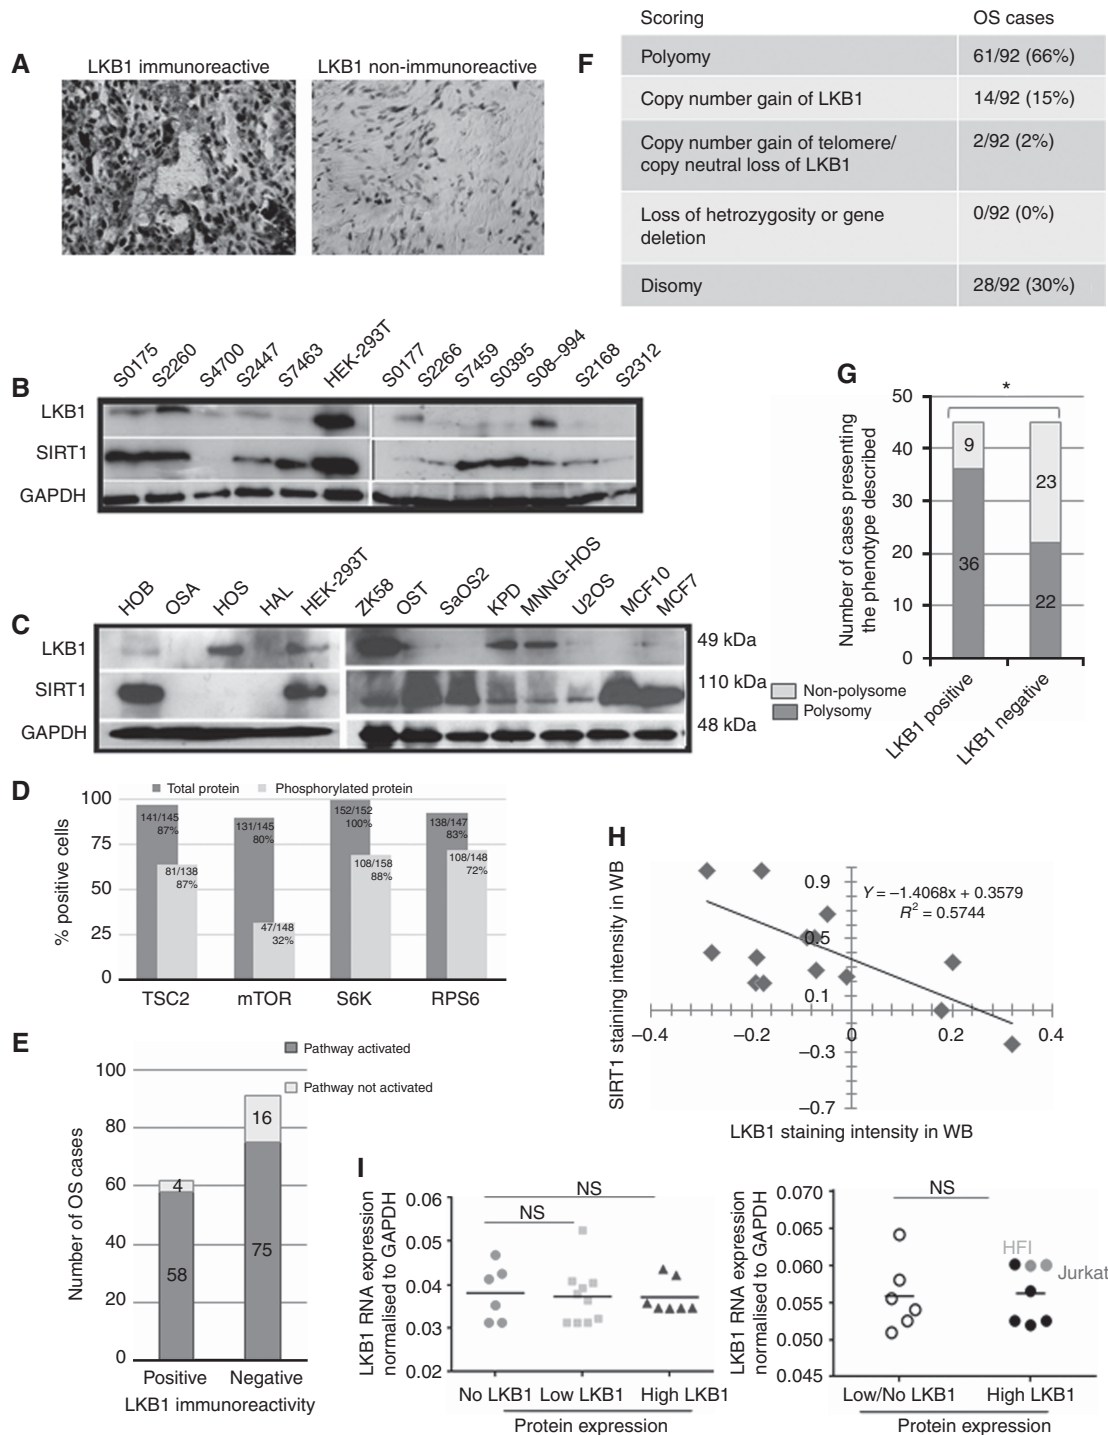 A
LKB1 immunoreactive
LKB1 non-immunoreactive
F
Scoring OS cases
Polyomy 61/92 (66%)
Copy number gain of LKB1 14/92 (15%)
Copy number gain of telomere/ 2/92 (2%)
copy neutral loss of LKB1
Loss of hetrozygosity or gene 0/92 (0%)
deletion
Disomy 28/92 (30%)
B
S0175 S2260 S4700 S2447 S7463 HEK-293T S0177 S2266 S7459 S0395 S08–994 S2168 S2312
LKB1
SIRT1
GAPDH
C
HOB OSA HOS HAL HEK-293T ZK58 OST SaOS2 KPD MNNG-HOS U2OS MCF10 MCF7
LKB1 49 kDa
SIRT1 110 kDa
GAPDH 48 kDa
G
Number of cases presenting
the phenotype described
50
40
30
20
10
0
*
9
36
23
22
Non-polysome
Polysomy
LKB1 positive
LKB1 negative
D
Total protein Phosphorylated protein
% positive cells
100
75
50
25
0
141/145
87%
81/138
87%
131/145
80%
47/148
32%
152/152
100%
108/158
88%
138/147
83%
108/148
72%
TSC2 mTOR S6K RPS6
E
Pathway activated
Pathway not activated
Number of OS cases
100
80
60
40
20
0
4
58
16
75
Positive Negative
LKB1 immunoreactivity
H
SIRT1 staining intensity in WB
0.9
0.5
0.1
–0.3
–0.7
Y = –1.4068x + 0.3579
R² = 0.5744
–0.4 –0.2 0 0.2 0.4
LKB1 staining intensity in WB
I
LKB1 RNA expression
normalised to GAPDH
0.06
0.05
0.04
0.03
0.02
NS
NS
No LKB1 Low LKB1 High LKB1
Protein expression
LKB1 RNA expression
normalised to GAPDH
0.070
0.065
0.060
0.055
0.050
0.045
NS
HFI
Jurkat
Low/No LKB1 High LKB1
Protein expression